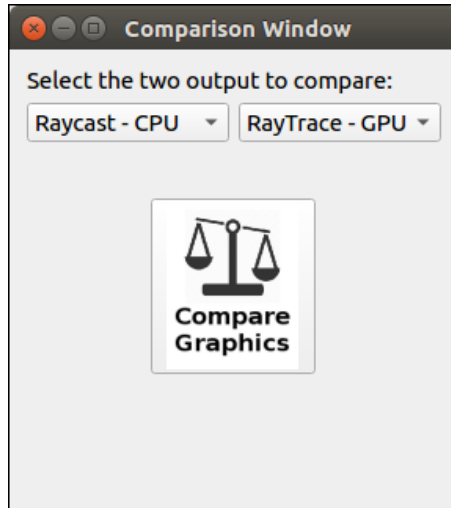 Comparison Window
Select the two output to compare:
Raycast - CPU RayTrace - GPU
Compare
Graphics